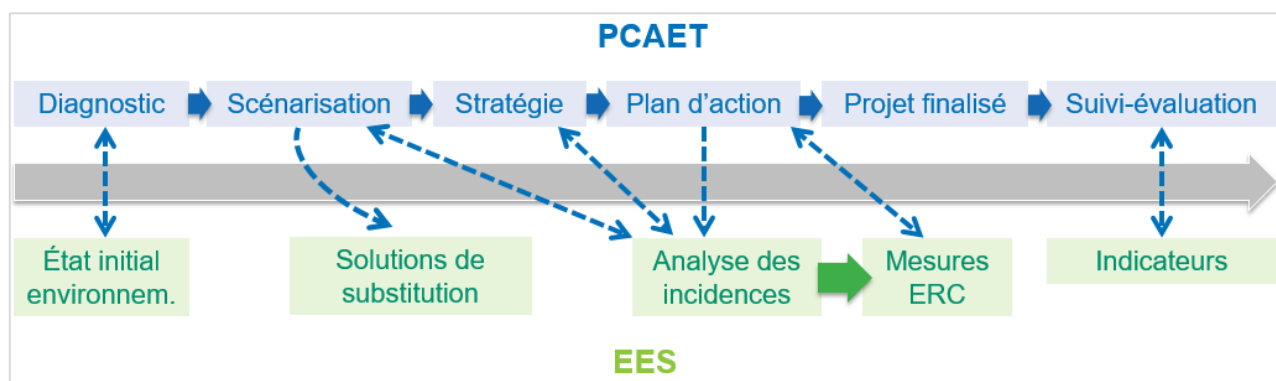 PCAET
Diagnostic
Scénarisation
Stratégie
Plan d'action
Projet finalisé
Suivi-évaluation
État initial
environnem.
Solutions de
substitution
Analyse des
incidences
Mesures
ERC
Indicateurs
EES